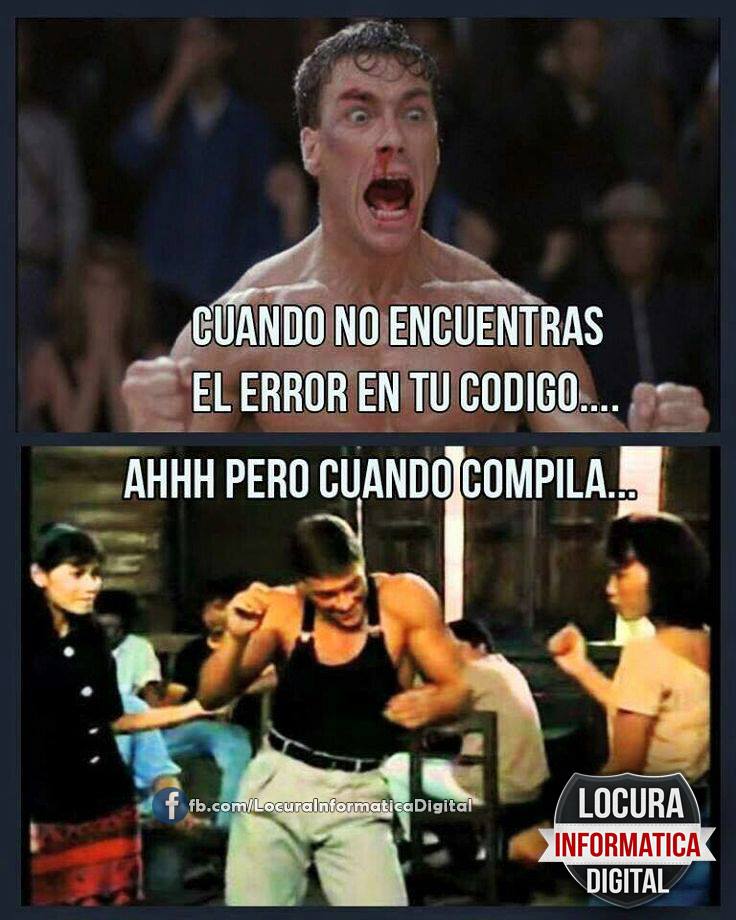 CUANDO NO ENCUENTRAS
EL ERROR EN TU CODIGO....
AHHH PERO CUANDO COMPILA...
f fb.com/LocuraInformaticaDigital
LOCURA
INFORMATICA
DIGITAL